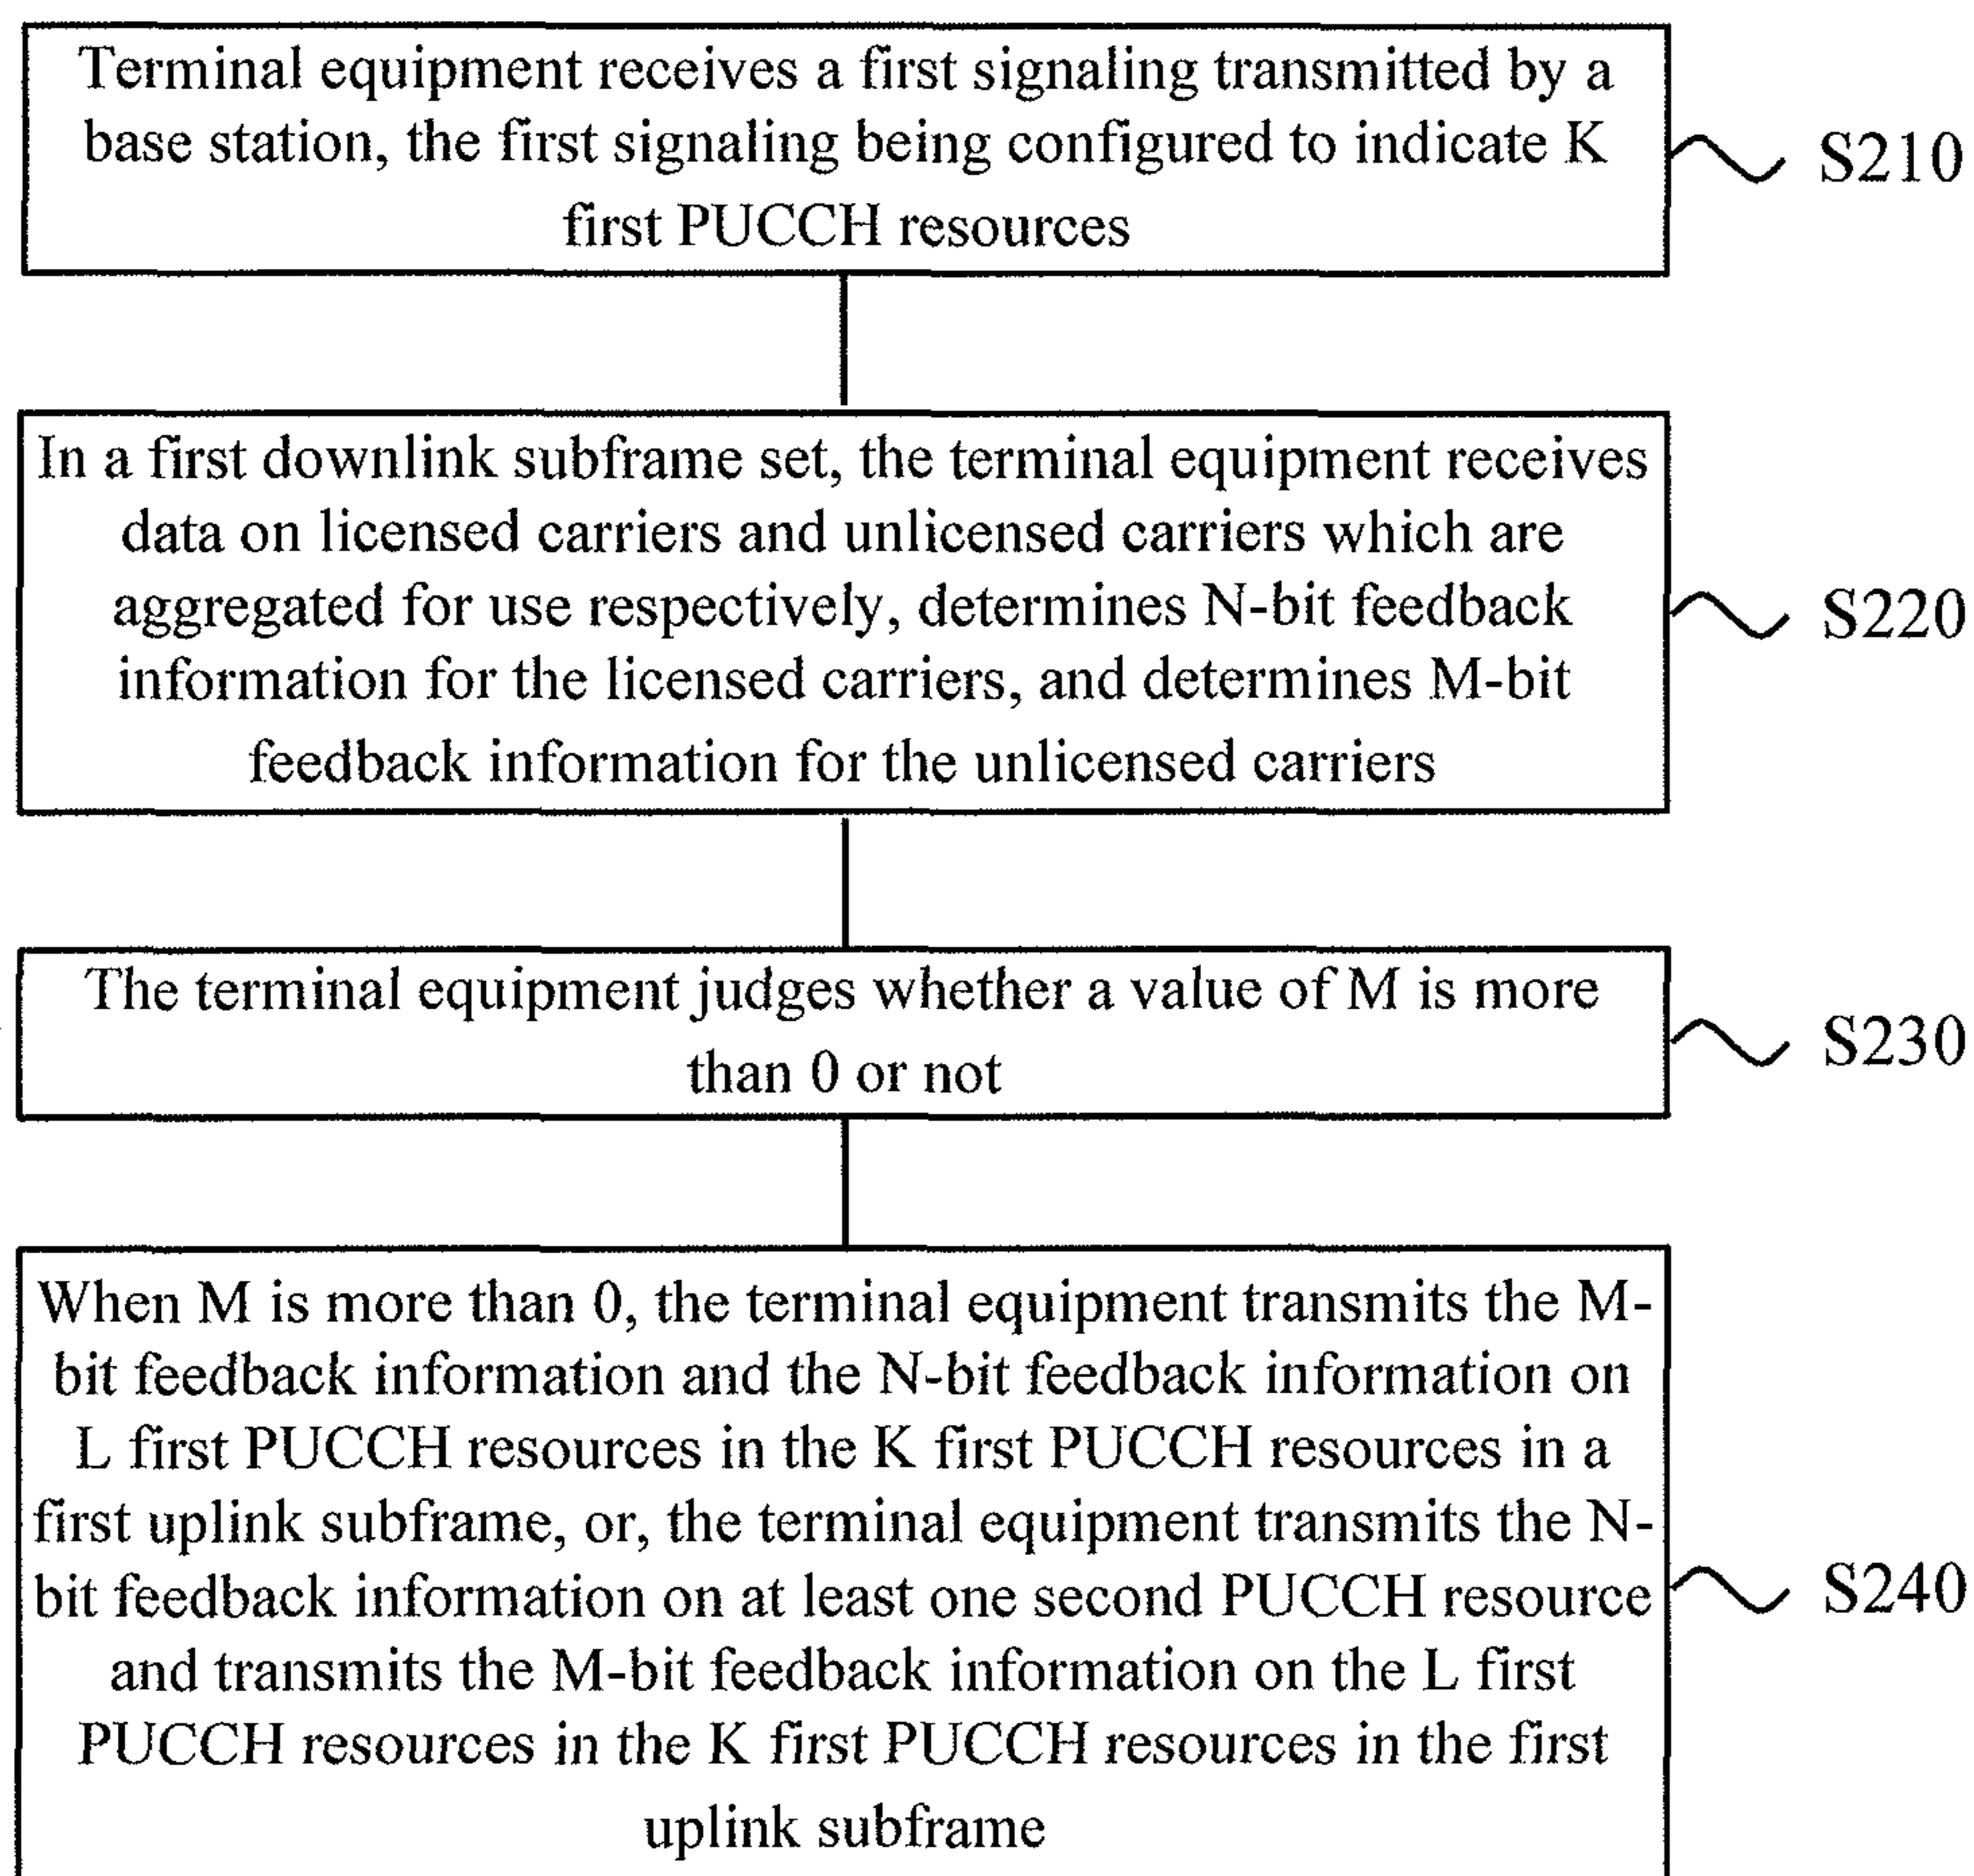 Terminal equipment receives a first signaling transmitted by a
base station, the first signaling being configured to indicate K
first PUCCH resources
S210
In a first downlink subframe set, the terminal equipment receives
data on licensed carriers and unlicensed carriers which are
aggregated for use respectively, determines N-bit feedback
information for the licensed carriers, and determines M-bit
feedback information for the unlicensed carriers
S220
The terminal equipment judges whether a value of M is more
than 0 or not
S230
When M is more than 0, the terminal equipment transmits the M-
bit feedback information and the N-bit feedback information on
L first PUCCH resources in the K first PUCCH resources in a
first uplink subframe, or, the terminal equipment transmits the N-
bit feedback information on at least one second PUCCH resource
and transmits the M-bit feedback information on the L first
PUCCH resources in the K first PUCCH resources in the first
uplink subframe
S240